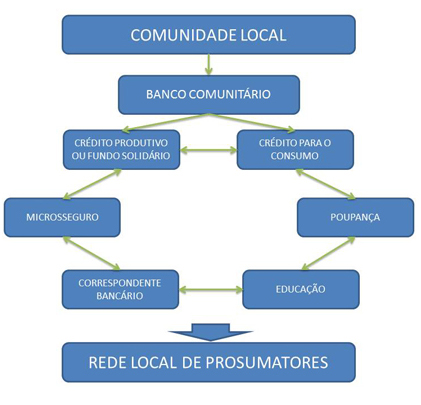 COMUNIDADE LOCAL
BANCO COMUNITÁRIO
CRÉDITO PRODUTIVO
OU FUNDO SOLIDÁRIO
CRÉDITO PARA O
CONSUMO
MICROSSEGURO
POUPANÇA
CORRESPONDENTE
BANCÁRIO
EDUCAÇÃO
REDE LOCAL DE PROSUMATORES